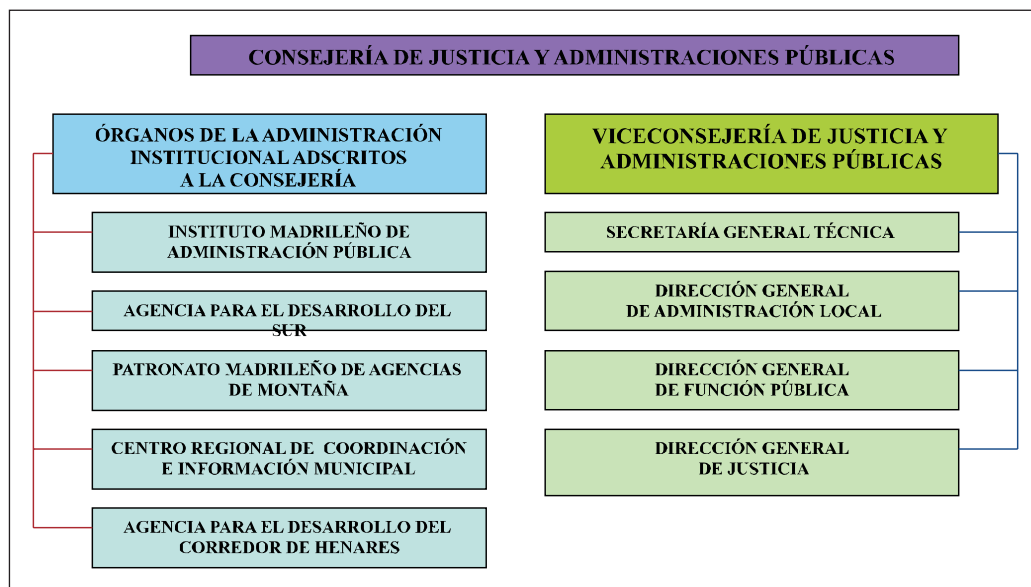 CONSEJERÍA DE JUSTICIA Y ADMINISTRACIONES PÚBLICAS
ÓRGANOS DE LA ADMINISTRACIÓN
INSTITUCIONAL ADSCRITOS
A LA CONSEJERÍA
INSTITUTO MADRILEÑO DE
ADMINISTRACIÓN PÚBLICA
AGENCIA PARA EL DESARROLLO DEL
SUR
PATRONATO MADRILEÑO DE AGENCIAS
DE MONTAÑA
CENTRO REGIONAL DE COORDINACIÓN
E INFORMACIÓN MUNICIPAL
AGENCIA PARA EL DESARROLLO DEL
CORREDOR DE HENARES
VICECONSEJERÍA DE JUSTICIA Y
ADMINISTRACIONES PÚBLICAS
SECRETARÍA GENERAL TÉCNICA
DIRECCIÓN GENERAL
DE ADMINISTRACIÓN LOCAL
DIRECCIÓN GENERAL
DE FUNCIÓN PÚBLICA
DIRECCIÓN GENERAL
DE JUSTICIA